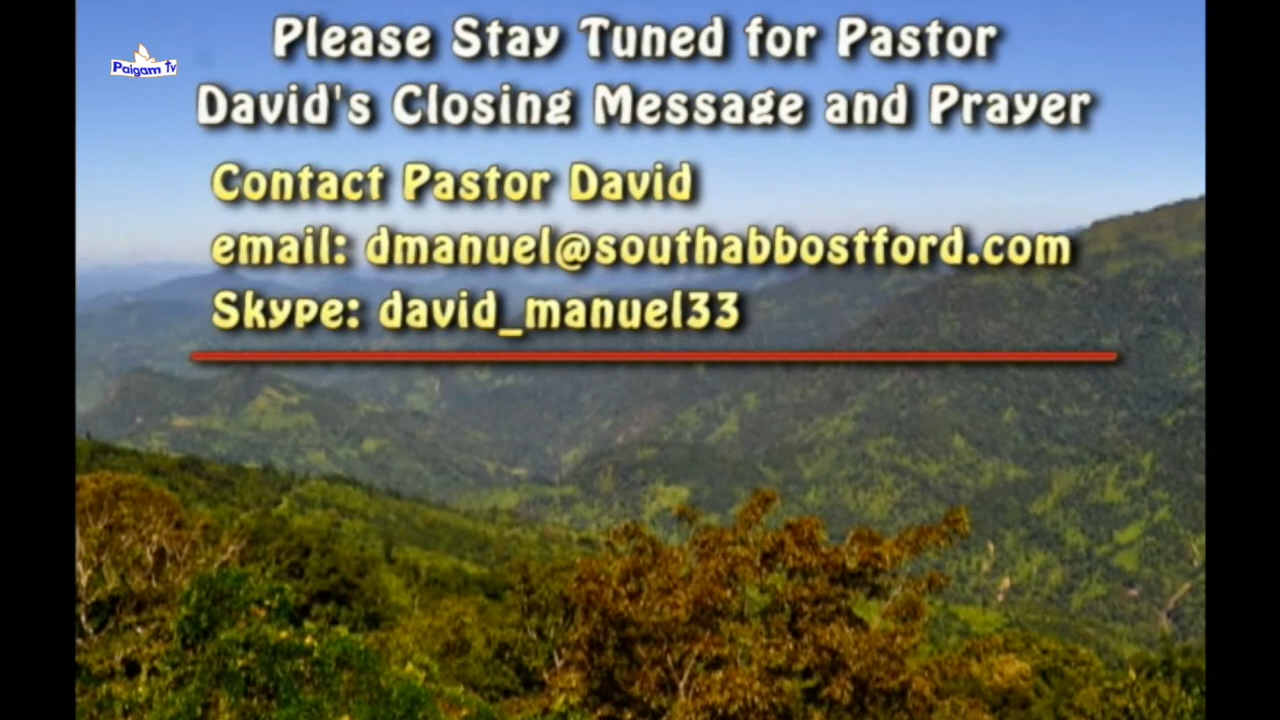 Paigam Tv
Please Stay Tuned for Pastor
David's Closing Message and Prayer
Contact Pastor David
email: dmanuel@southabbostford.com
Skype: david_manuel33